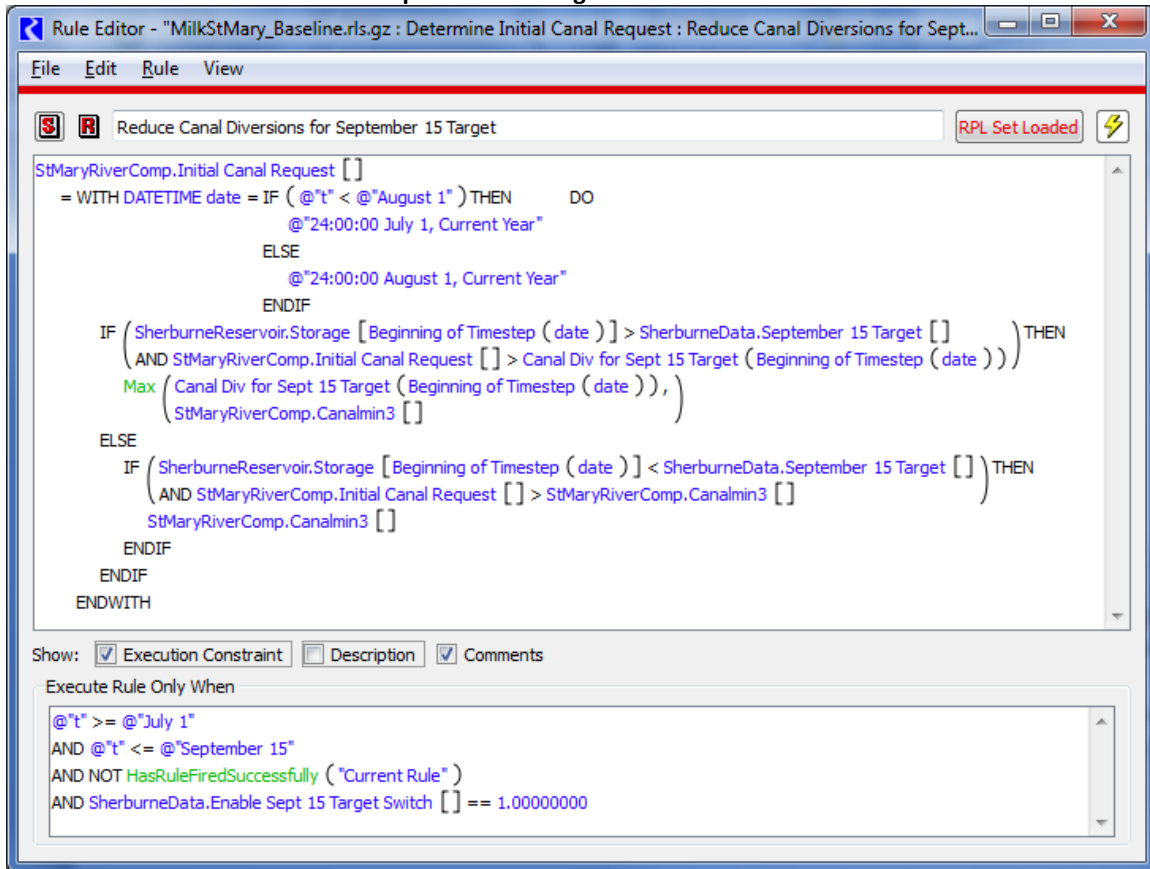 Rule Editor - "MilkStMary_Baseline.rls.gz : Determine Initial Canal Request : Reduce Canal Diversions for Sept...
File Edit Rule View
S R Reduce Canal Diversions for September 15 Target RPL Set Loaded
StMaryRiverComp.Initial Canal Request []
= WITH DATETIME date = IF ( @"t" < @"August 1" ) THEN DO
@"24:00:00 July 1, Current Year"
ELSE
@"24:00:00 August 1, Current Year"
ENDIF
IF ( SherburneReservoir.Storage [ Beginning of Timestep ( date ) ] > SherburneData.September 15 Target [] ) THEN
AND StMaryRiverComp.Initial Canal Request [] > Canal Div for Sept 15 Target ( Beginning of Timestep ( date ) )
Max ( Canal Div for Sept 15 Target ( Beginning of Timestep ( date ) ) ,
StMaryRiverComp.Canalmin3 [] )
ELSE
IF ( SherburneReservoir.Storage [ Beginning of Timestep ( date ) ] < SherburneData.September 15 Target [] ) THEN
AND StMaryRiverComp.Initial Canal Request [] > StMaryRiverComp.Canalmin3 []
StMaryRiverComp.Canalmin3 []
ENDIF
ENDIF
ENDWITH
Show: Execution Constraint Description Comments
Execute Rule Only When
@"t" >= @"July 1"
AND @"t" <= @"September 15"
AND NOT HasRuleFiredSuccessfully ( "Current Rule" )
AND SherburneData.Enable Sept 15 Target Switch [] == 1.00000000